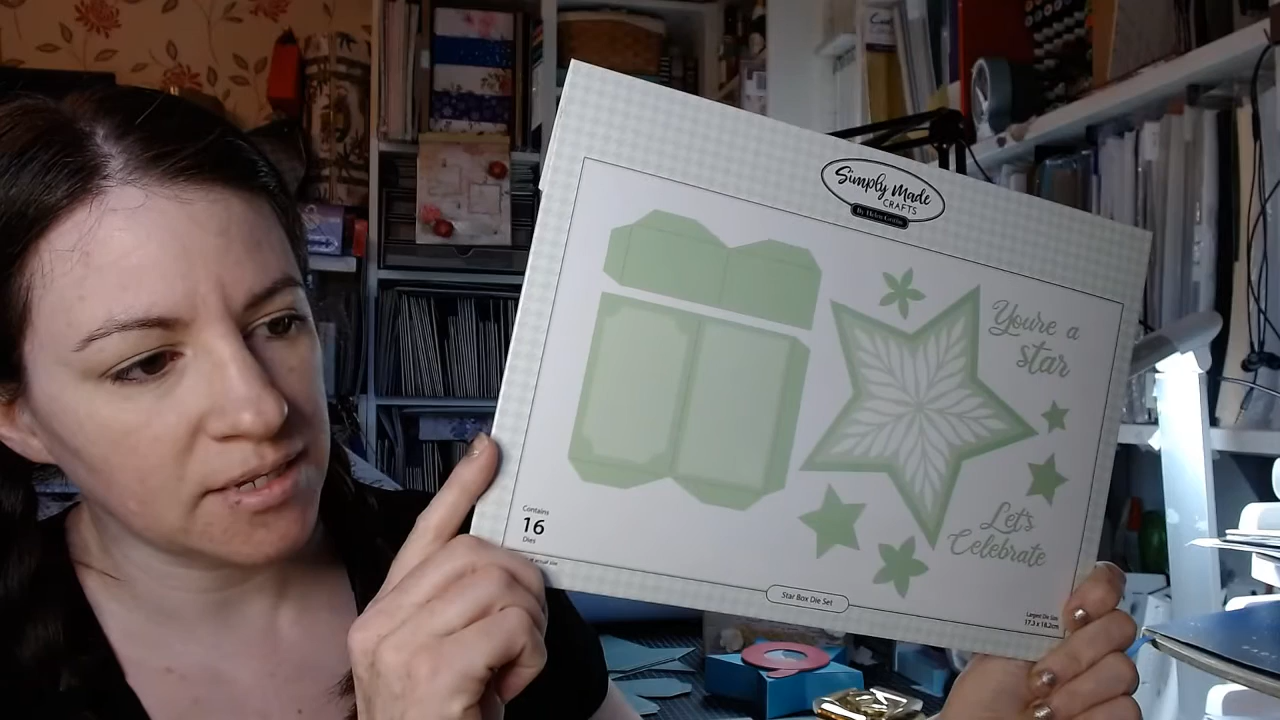 Simply Made
CRAFTS
By Helen Griffin
You're a
star
Let's
Celebrate
Contains
16
Dies
Star Box Die Set
Largest Die Size
17.3 x 18.2cm